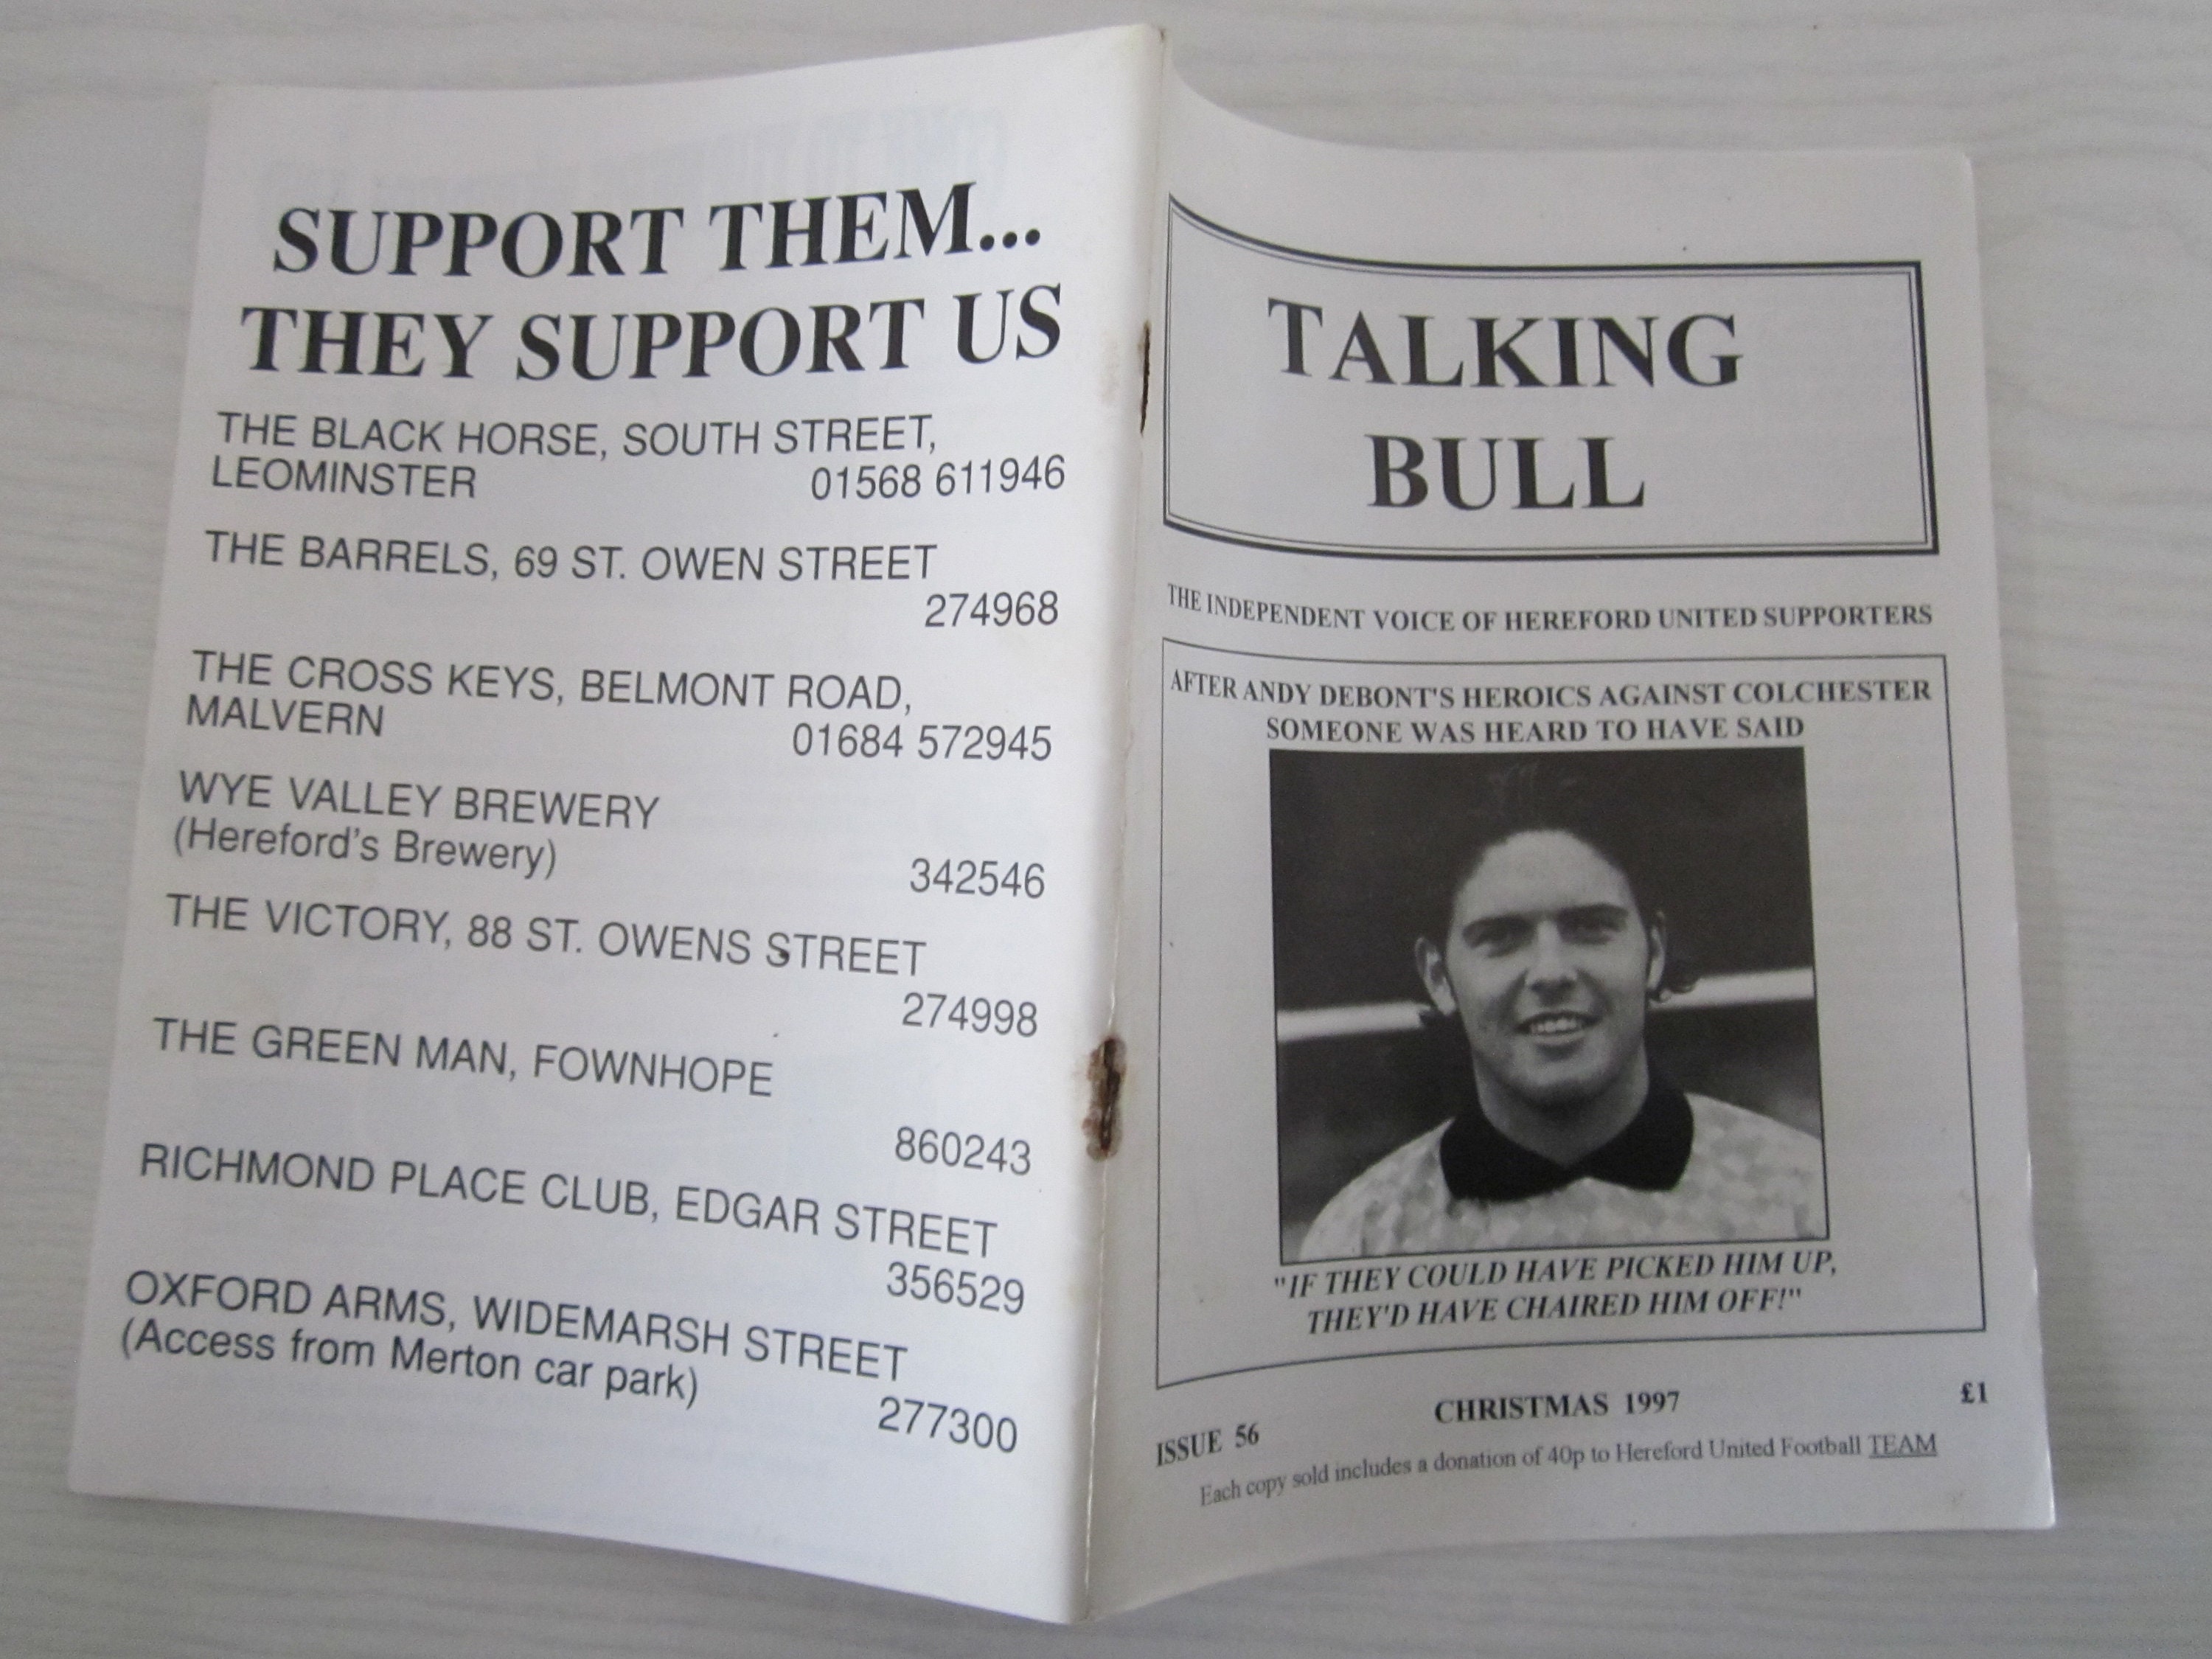 SUPPORT THEM...
THEY SUPPORT US
THE BLACK HORSE, SOUTH STREET,
LEOMINSTER 01568 611946
THE BARRELS, 69 ST. OWEN STREET
274968
THE CROSS KEYS, BELMONT ROAD,
MALVERN 01684 572945
WYE VALLEY BREWERY
(Hereford's Brewery) 342546
THE VICTORY, 88 ST. OWENS STREET
274998
THE GREEN MAN, FOWNHOPE
860243
RICHMOND PLACE CLUB, EDGAR STREET
356529
OXFORD ARMS, WIDEMARSH STREET
(Access from Merton car park)
277300
TALKING
BULL
THE INDEPENDENT VOICE OF HEREFORD UNITED SUPPORTERS
AFTER ANDY DEBONT'S HEROICS AGAINST COLCHESTER
SOMEONE WAS HEARD TO HAVE SAID
"IF THEY COULD HAVE PICKED HIM UP,
THEY'D HAVE CHAIRED HIM OFF!"
ISSUE 56 CHRISTMAS 1997 £1
Each copy sold includes a donation of 40p to Hereford United Football TEAM